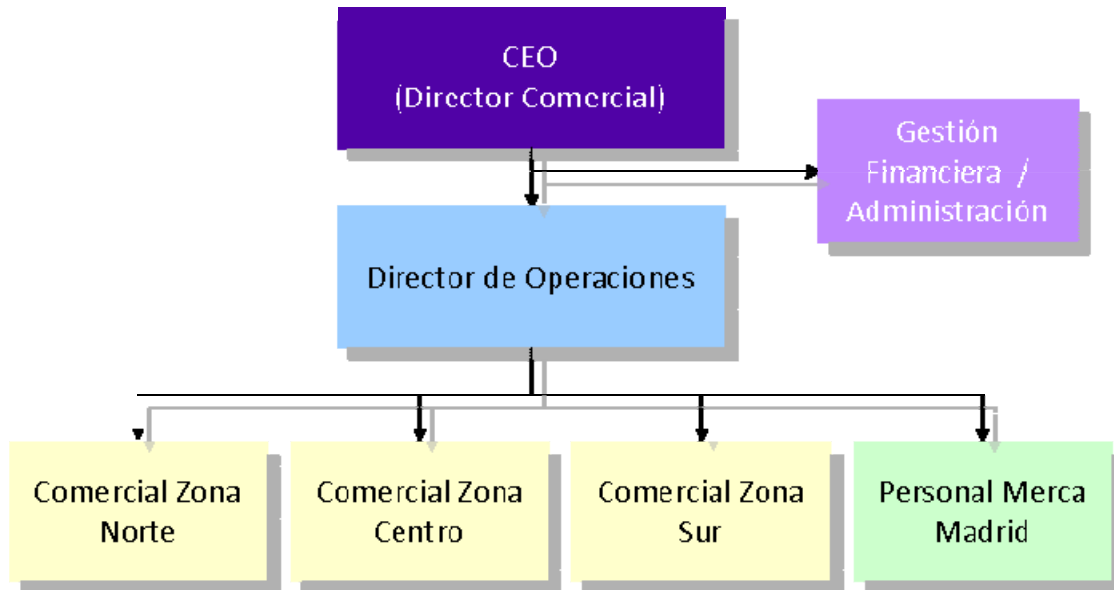 CEO
(Director Comercial)
Gestión
Financiera /
Administración
Director de Operaciones
Comercial Zona
Norte
Comercial Zona
Centro
Comercial Zona
Sur
Personal Merca
Madrid